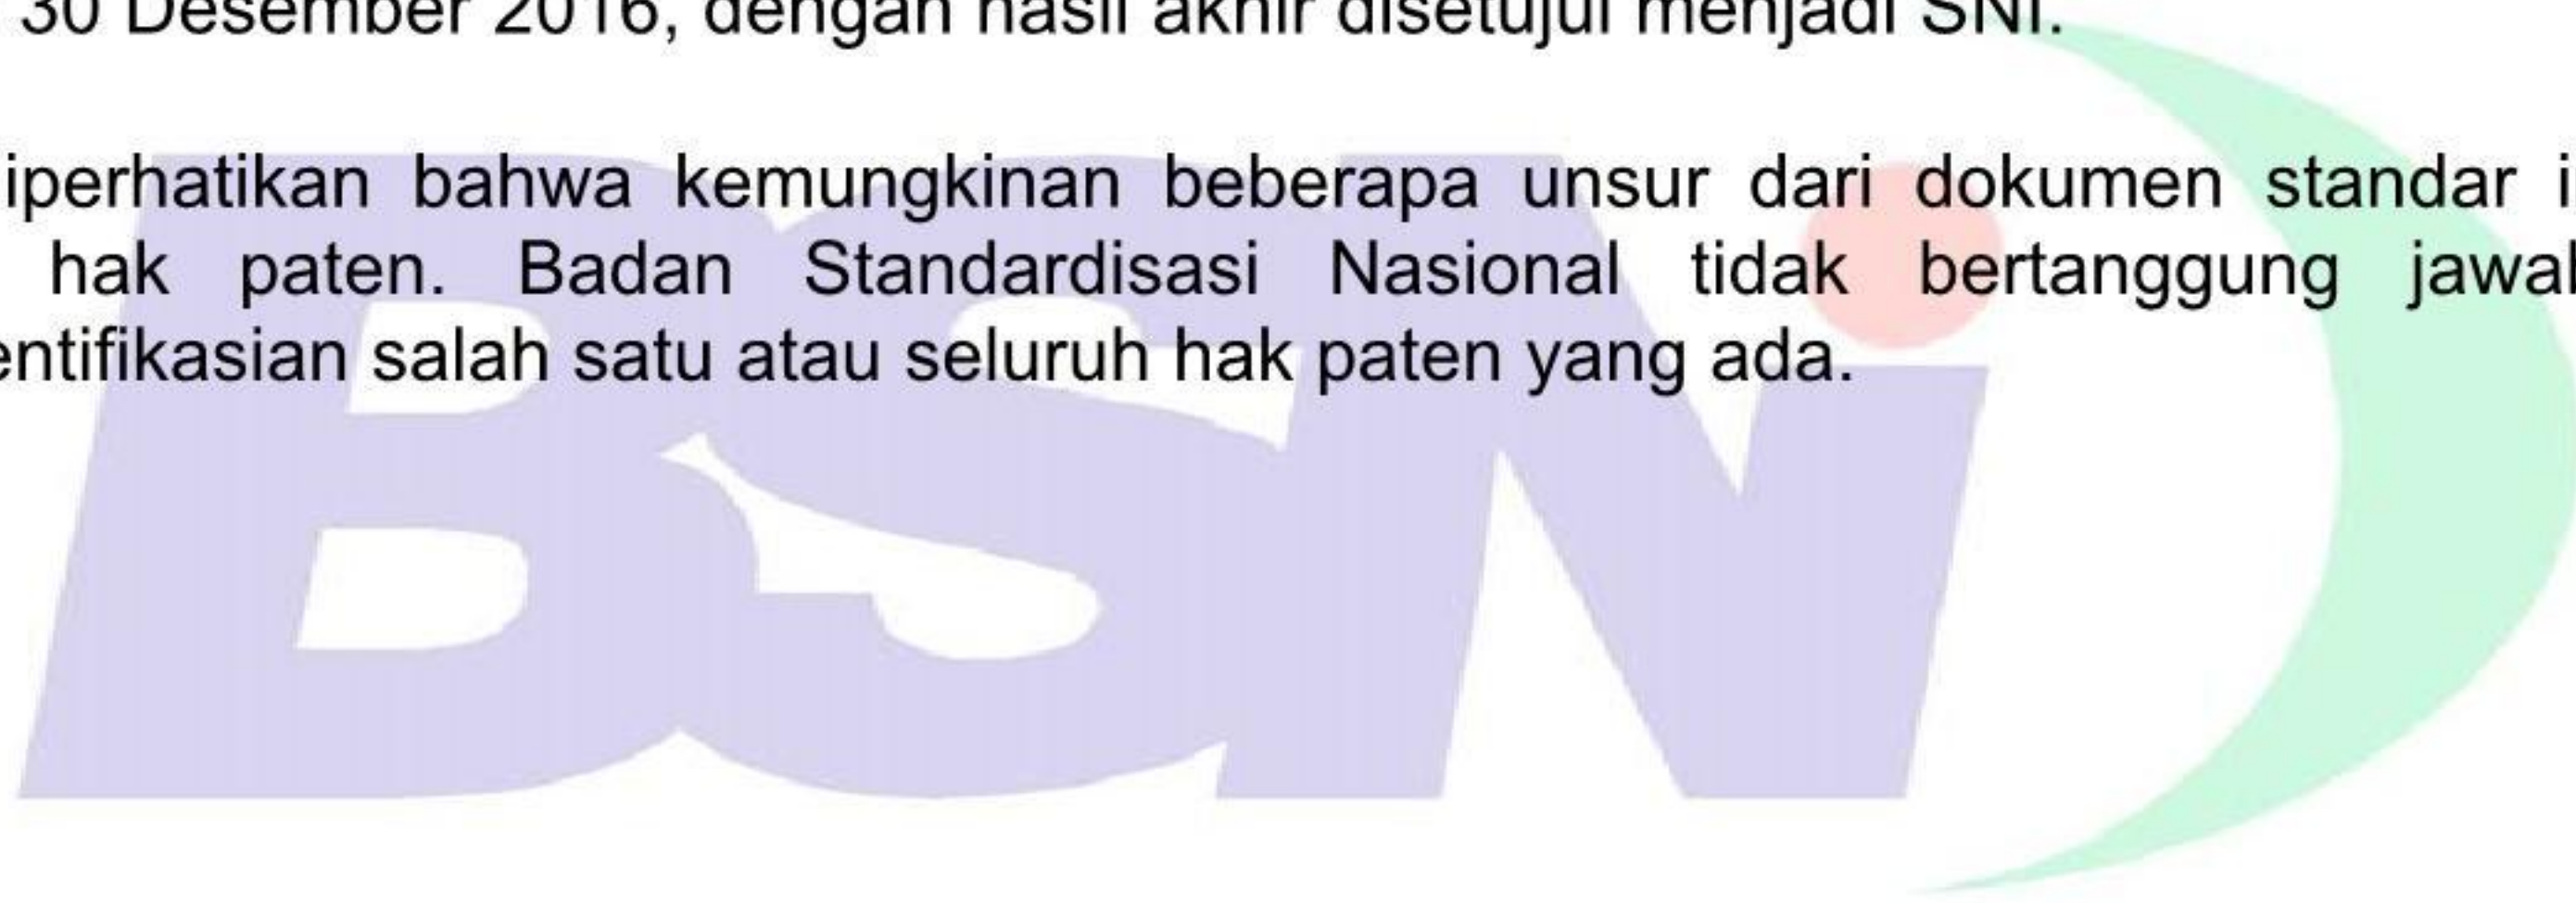 30 Desember 2016, dengan hasil akhir disetujui menjadi SNI.
iperhatikan bahwa kemungkinan beberapa unsur dari dokumen standar i
hak paten. Badan Standardisasi Nasional tidak bertanggung jawab
entifikasian salah satu atau seluruh hak paten yang ada.
BSN